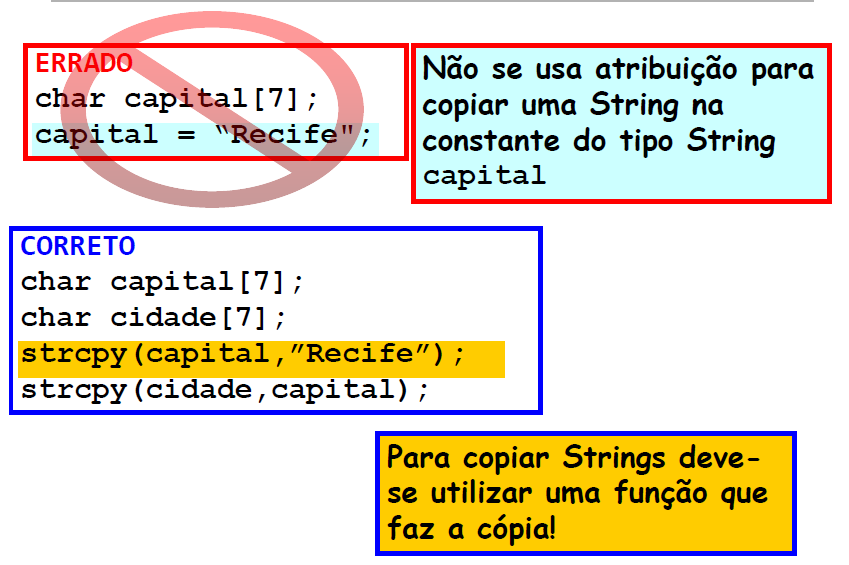 ERRADO
char capital[7];
capital = “Recife";
Não se usa atribuição para
copiar uma String na
constante do tipo String
capital
CORRETO
char capital[7];
char cidade[7];
strcpy(capital,”Recife”);
strcpy(cidade,capital);
Para copiar Strings deve-
se utilizar uma função que
faz a cópia!